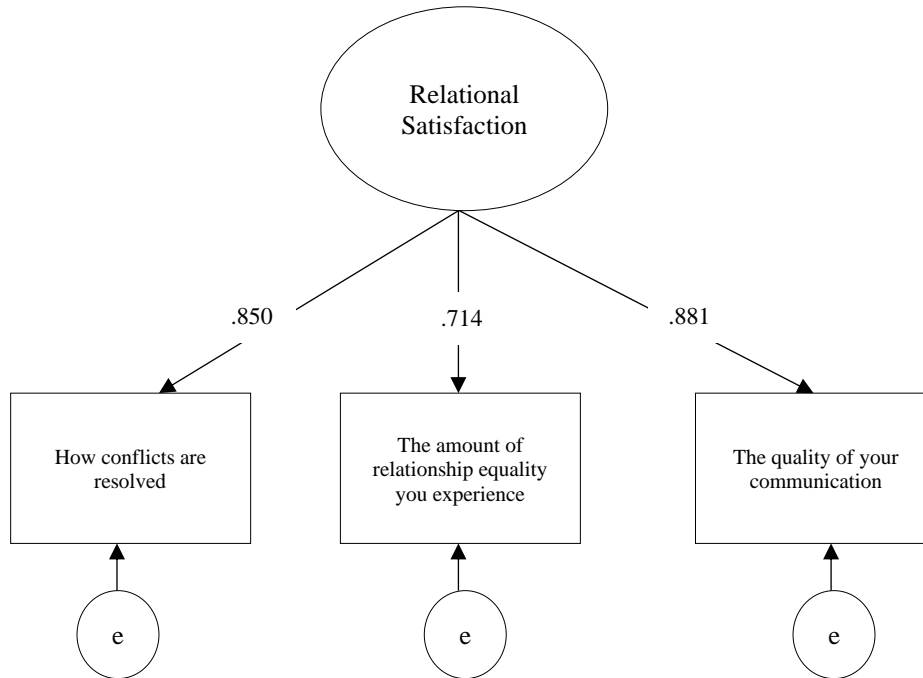 Relational
Satisfaction
.850
.714
.881
How conflicts are
resolved
The amount of
relationship equality
you experience
The quality of your
communication
e
e
e